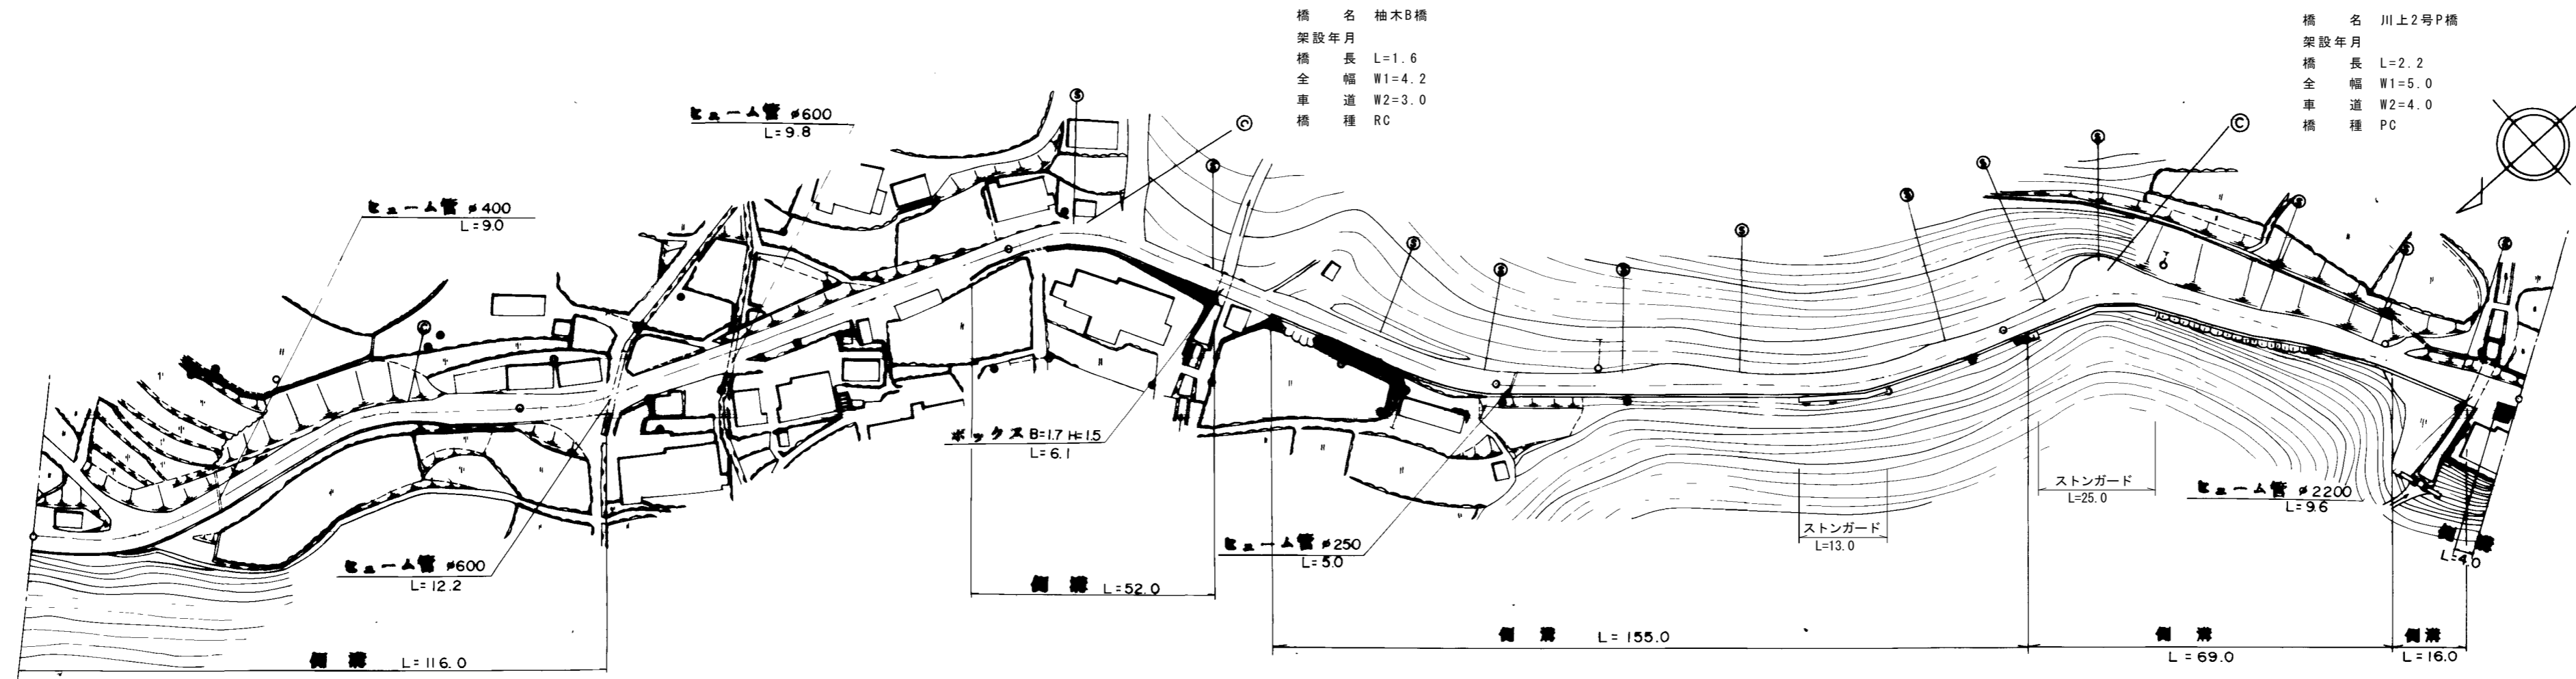 橋　名 柚木B橋
架設年月
橋　長 L=1.6
全　幅 W1=4.2
車　道 W2=3.0
橋　種 RC
橋　名 川上2号P橋
架設年月
橋　長 L=2.2
全　幅 W1=5.0
車　道 W2=4.0
橋　種 PC
ヒューム管 φ600
L=9.8
ヒューム管 φ400
L=9.0
ボックス B=1.7 H=1.5
L=6.1
ヒューム管 φ600
L=12.2
ヒューム管 φ250
L=5.0
ストンガード
L=13.0
ストンガード
L=25.0
ヒューム管 φ2200
L=9.6
側溝
L=4.0
側溝 L=52.0
側溝 L=116.0
側溝 L=155.0
側溝
L=69.0
側溝
L=16.0
S
C
S
C
S
S
S
S
S
S
S
S
S
S
C
T
T